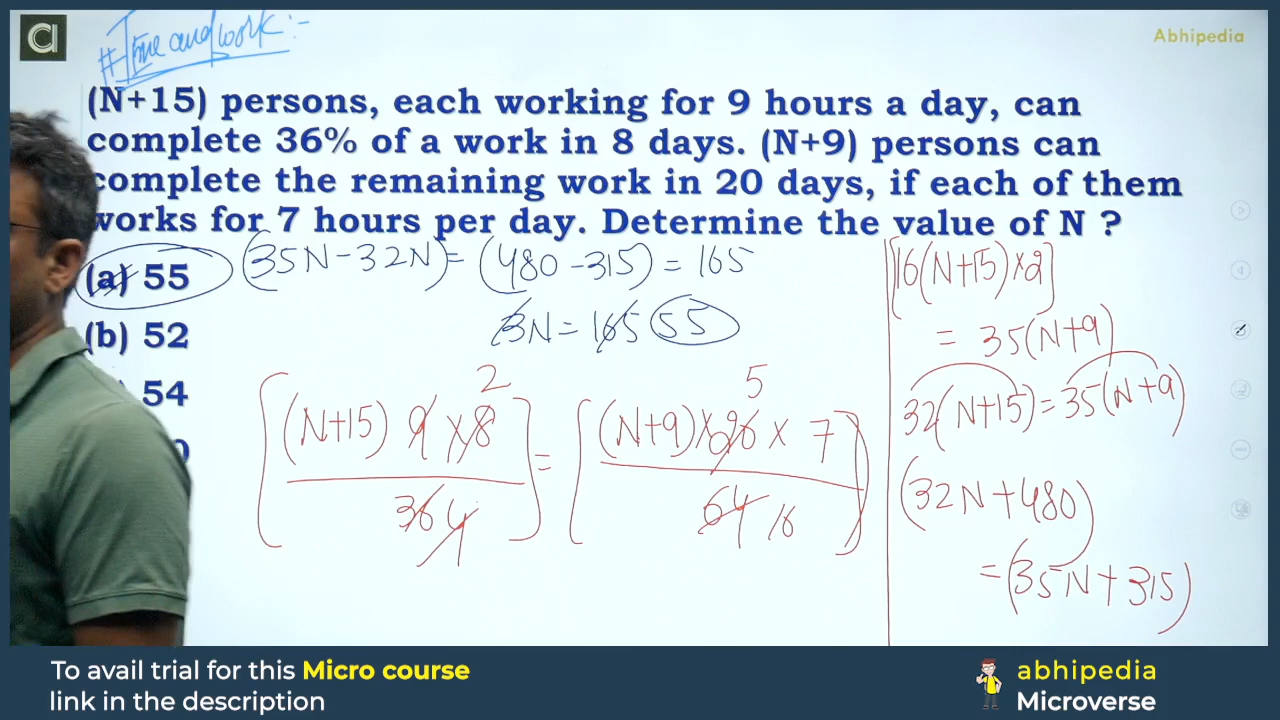 # Time and work :-
Abhipedia
(N+15) persons, each working for 9 hours a day, can
complete 36% of a work in 8 days. (N+9) persons can
complete the remaining work in 20 days, if each of them
works for 7 hours per day. Determine the value of N ?
(a) 55
(35N-32N) = (480-315) = 165
3N = 165 55
(b) 52
54
[(N+15) 9 × 8 2 / 36 4] = [(N+9) × 20 5 × 7 / 64 16]
[16(N+15)×2]
= 35(N+9)
32(N+15) = 35(N+9)
(32N+480)
= (35N+315)
To avail trial for this Micro course
link in the description
abhipedia
Microverse